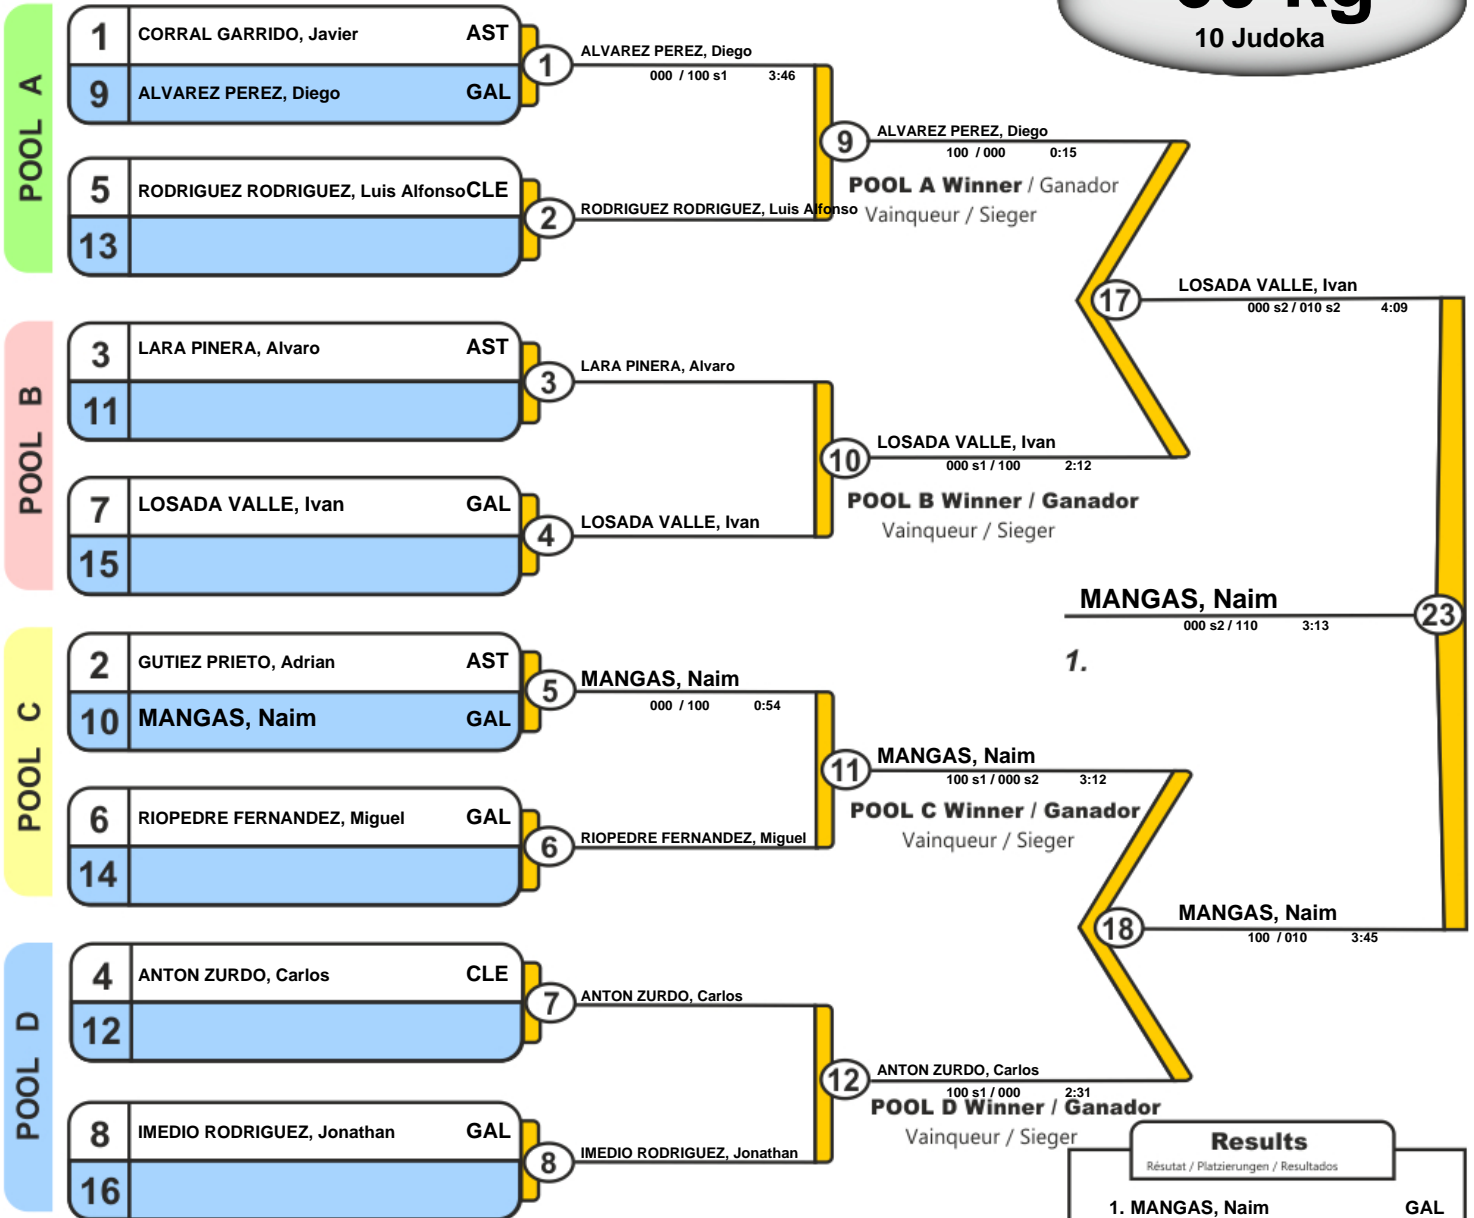 10 Judoka
POOL A
1 CORRAL GARRIDO, Javier AST
9 ALVAREZ PEREZ, Diego GAL
5 RODRIGUEZ RODRIGUEZ, Luis Alfonso CLE
13
1 ALVAREZ PEREZ, Diego
000 / 100 s1 3:46
2 RODRIGUEZ RODRIGUEZ, Luis Alfonso
9 ALVAREZ PEREZ, Diego
100 / 000 0:15
POOL A Winner / Ganador
Vainqueur / Sieger
POOL B
3 LARA PINERA, Alvaro AST
11
7 LOSADA VALLE, Ivan GAL
15
3 LARA PINERA, Alvaro
4 LOSADA VALLE, Ivan
10 LOSADA VALLE, Ivan
000 s1 / 100 2:12
POOL B Winner / Ganador
Vainqueur / Sieger
17 LOSADA VALLE, Ivan
000 s2 / 010 s2 4:09
POOL C
2 GUTIEZ PRIETO, Adrian AST
10 MANGAS, Naim GAL
6 RIOPEDRE FERNANDEZ, Miguel GAL
14
5 MANGAS, Naim
000 / 100 0:54
6 RIOPEDRE FERNANDEZ, Miguel
11 MANGAS, Naim
100 s1 / 000 s2 3:12
POOL C Winner / Ganador
Vainqueur / Sieger
MANGAS, Naim 23
000 s2 / 110 3:13
1.
POOL D
4 ANTON ZURDO, Carlos CLE
12
8 IMEDIO RODRIGUEZ, Jonathan GAL
16
7 ANTON ZURDO, Carlos
8 IMEDIO RODRIGUEZ, Jonathan
12 ANTON ZURDO, Carlos
100 s1 / 000 2:31
POOL D Winner / Ganador
Vainqueur / Sieger
18 MANGAS, Naim
100 / 010 3:45
Results
Résutat / Platzierungen / Resultados
1. MANGAS, Naim GAL